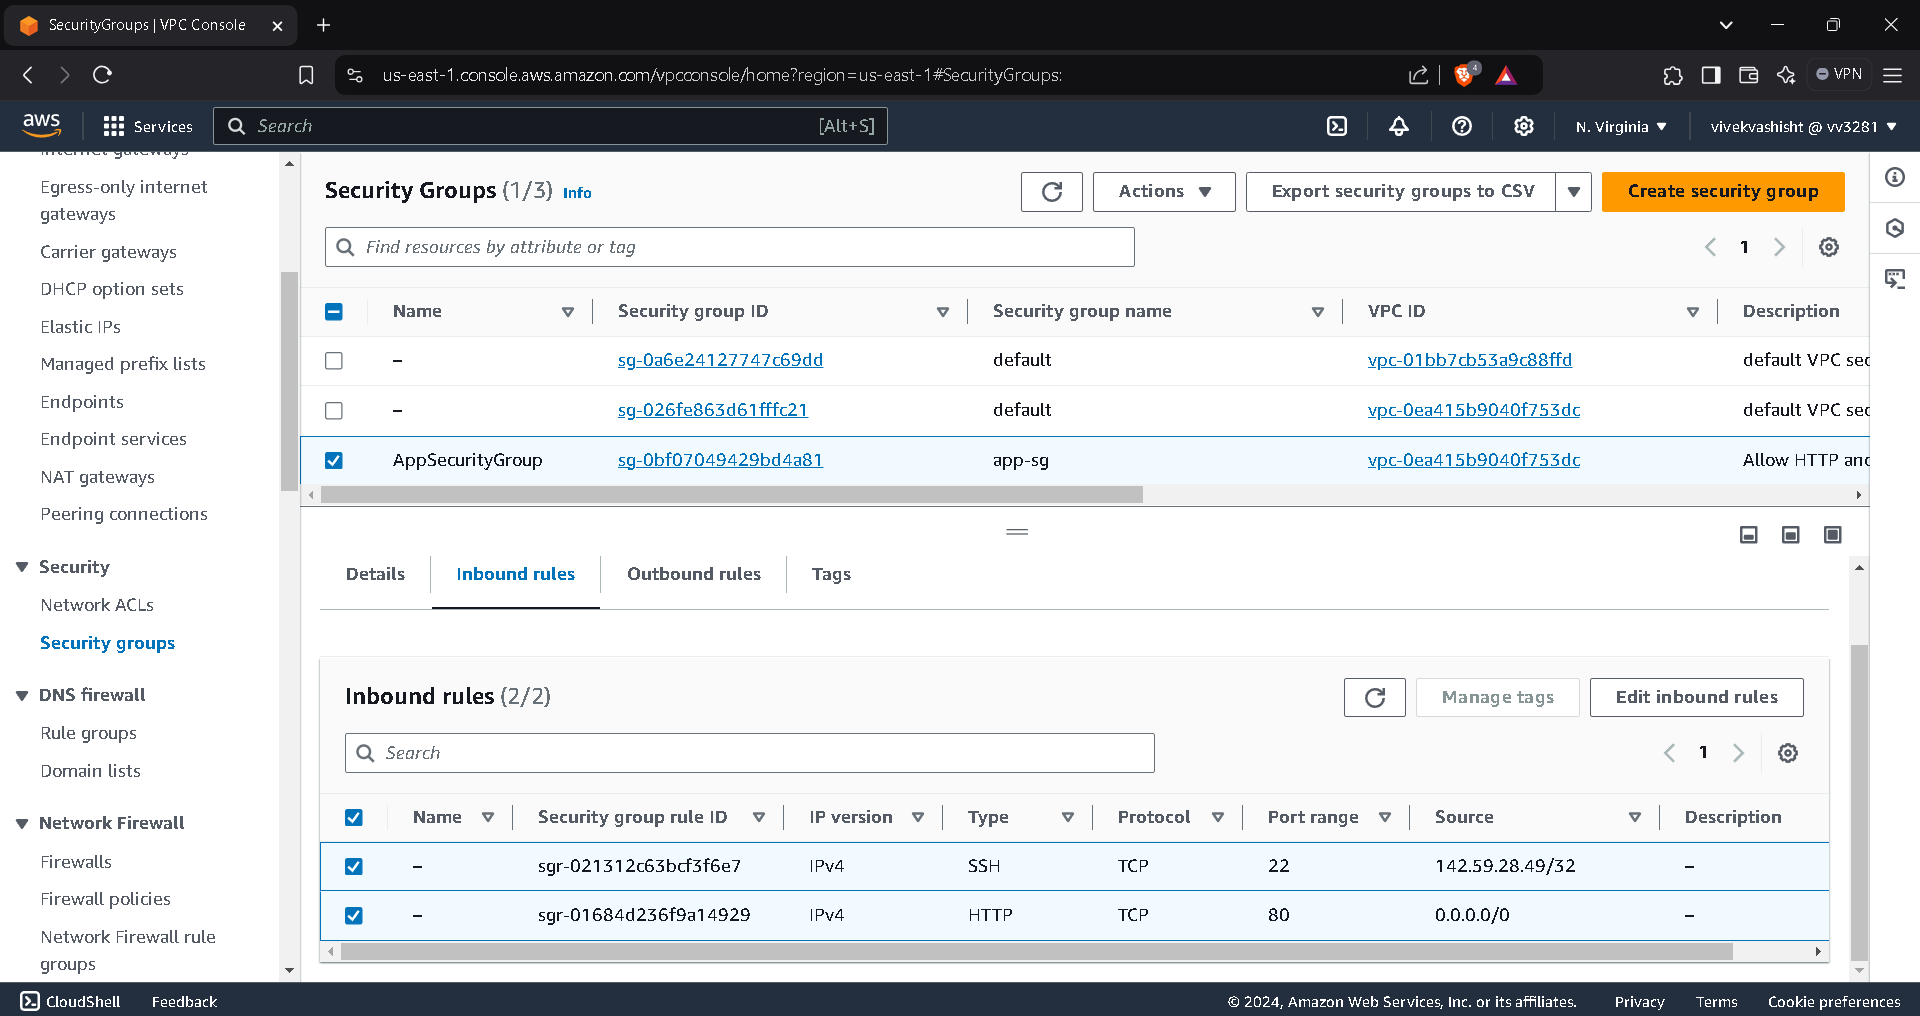 SecurityGroups | VPC Console
us-east-1.console.aws.amazon.com/vpcconsole/home?region=us-east-1#SecurityGroups:
4
VPN
aws
Services
Search
[Alt+S]
N. Virginia
vivekvashisht @ vv3281
Internet gateways
Egress-only internet
gateways
Carrier gateways
DHCP option sets
Elastic IPs
Managed prefix lists
Endpoints
Endpoint services
NAT gateways
Peering connections
Security
Network ACLs
Security groups
DNS firewall
Rule groups
Domain lists
Network Firewall
Firewalls
Firewall policies
Network Firewall rule
groups
Security Groups (1/3) Info
Actions
Export security groups to CSV
Create security group
Find resources by attribute or tag
1
Name Security group ID Security group name VPC ID Description
– sg-0a6e24127747c69dd default vpc-01bb7cb53a9c88ffd default VPC sec
– sg-026fe863d61fffc21 default vpc-0ea415b9040f753dc default VPC sec
AppSecurityGroup sg-0bf07049429bd4a81 app-sg vpc-0ea415b9040f753dc Allow HTTP and
Details Inbound rules Outbound rules Tags
Inbound rules (2/2)
Manage tags
Edit inbound rules
Search
1
Name Security group rule ID IP version Type Protocol Port range Source Description
– sgr-021312c63bcf3f6e7 IPv4 SSH TCP 22 142.59.28.49/32 –
– sgr-01684d236f9a14929 IPv4 HTTP TCP 80 0.0.0.0/0 –
CloudShell Feedback © 2024, Amazon Web Services, Inc. or its affiliates. Privacy Terms Cookie preferences